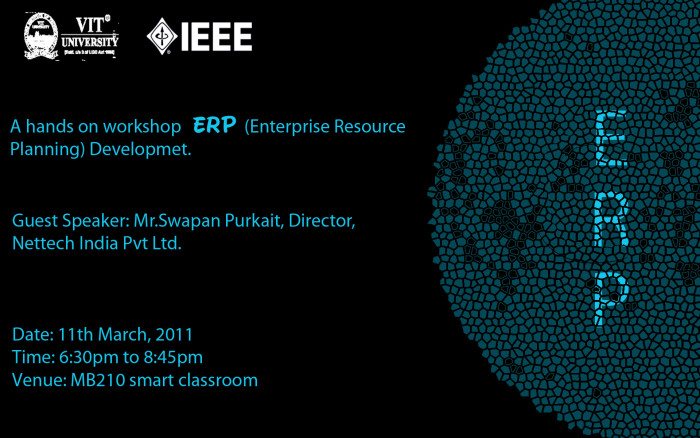 VIT
UNIVERSITY
IEEE
A hands on workshop ERP (Enterprise Resource
Planning) Developmet.
Guest Speaker: Mr.Swapan Purkait, Director,
Nettech India Pvt Ltd.
Date: 11th March, 2011
Time: 6:30pm to 8:45pm
Venue: MB210 smart classroom
E
R
P